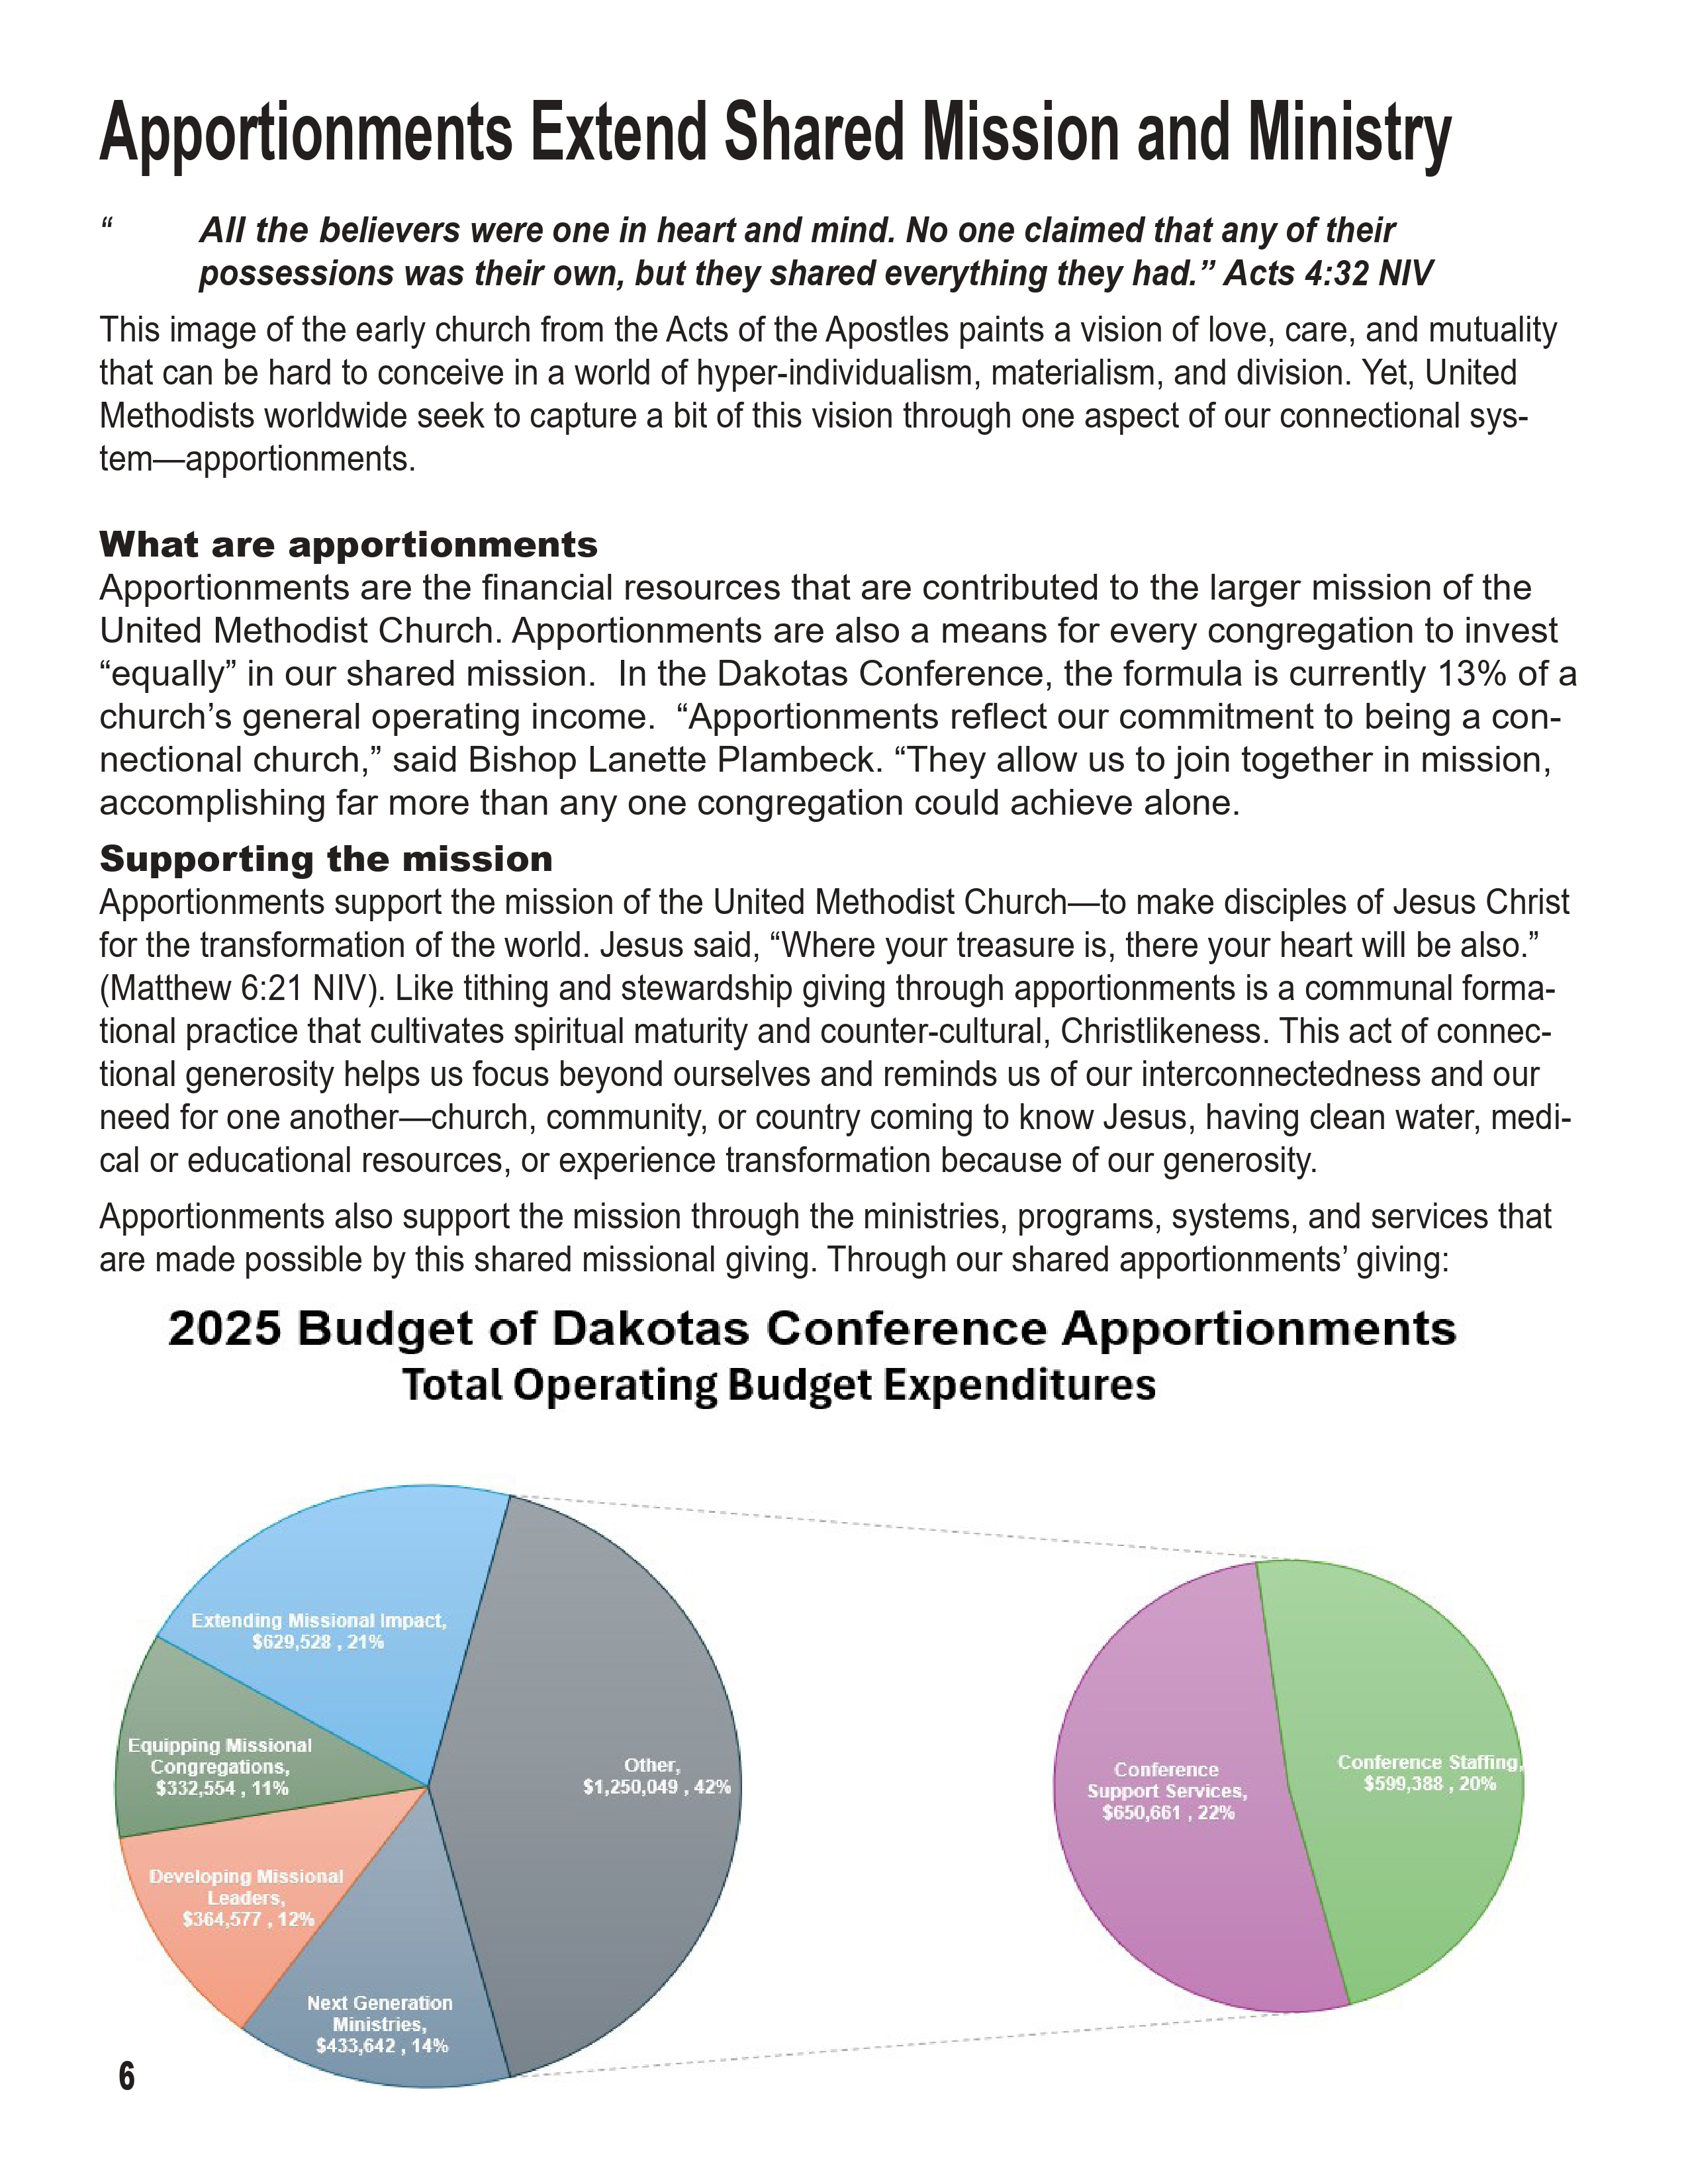 Apportionments Extend Shared Mission and Ministry
“ All the believers were one in heart and mind. No one claimed that any of their
possessions was their own, but they shared everything they had.” Acts 4:32 NIV
This image of the early church from the Acts of the Apostles paints a vision of love, care, and mutuality
that can be hard to conceive in a world of hyper-individualism, materialism, and division. Yet, United
Methodists worldwide seek to capture a bit of this vision through one aspect of our connectional sys-
tem—apportionments.
What are apportionments
Apportionments are the financial resources that are contributed to the larger mission of the
United Methodist Church. Apportionments are also a means for every congregation to invest
“equally” in our shared mission.  In the Dakotas Conference, the formula is currently 13% of a
church’s general operating income.  “Apportionments reflect our commitment to being a con-
nectional church,” said Bishop Lanette Plambeck. “They allow us to join together in mission,
accomplishing far more than any one congregation could achieve alone.
Supporting the mission
Apportionments support the mission of the United Methodist Church—to make disciples of Jesus Christ
for the transformation of the world. Jesus said, “Where your treasure is, there your heart will be also.”
(Matthew 6:21 NIV). Like tithing and stewardship giving through apportionments is a communal forma-
tional practice that cultivates spiritual maturity and counter-cultural, Christlikeness. This act of connec-
tional generosity helps us focus beyond ourselves and reminds us of our interconnectedness and our
need for one another—church, community, or country coming to know Jesus, having clean water, medi-
cal or educational resources, or experience transformation because of our generosity.
Apportionments also support the mission through the ministries, programs, systems, and services that
are made possible by this shared missional giving. Through our shared apportionments’ giving:
2025 Budget of Dakotas Conference Apportionments
Total Operating Budget Expenditures
Extending Missional Impact,
$629,528 , 21%
Equipping Missional
Congregations,
$332,554 , 11%
Developing Missional
Leaders,
$364,577 , 12%
Next Generation
Ministries,
$433,642 , 14%
Other,
$1,250,049 , 42%
Conference
Support Services,
$650,661 , 22%
Conference Staffing,
$599,388 , 20%
6